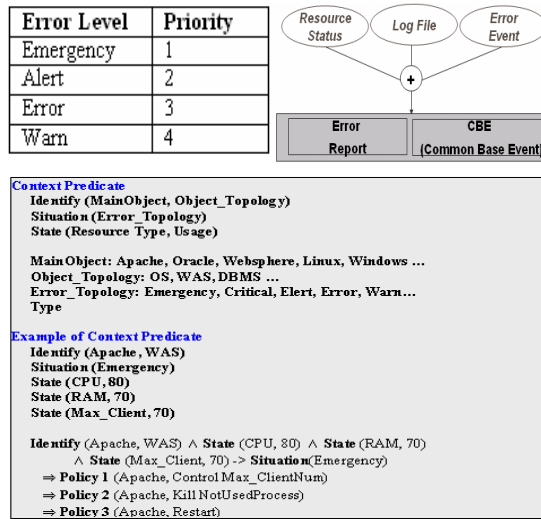 Error Level Priority
Emergency 1
Alert 2
Error 3
Warn 4
Resource
Status
Log File
Error
Event
+
Error
Report
CBE
(Common Base Event)
Context Predicate
Identify (MainObject, Object_Topology)
Situation (Error_Topology)
State (Resource Type, Usage)
MainObject: Apache, Oracle, Websphere, Linux, Windows ...
Object_Topology: OS, WAS, DBMS ...
Error_Topology: Emergency, Critical, Elert, Error, Warn...
Type
Example of Context Predicate
Identify (Apache, WAS)
Situation (Emergency)
State (CPU, 80)
State (RAM, 70)
State (Max_Client, 70)
Identify (Apache, WAS) ∧ State (CPU, 80) ∧ State (RAM, 70)
∧ State (Max_Client, 70) -> Situation(Emergency)
⇒ Policy 1 (Apache, Control Max_ClientNum)
⇒ Policy 2 (Apache, Kill NotUsedProcess)
⇒ Policy 3 (Apache, Restart)